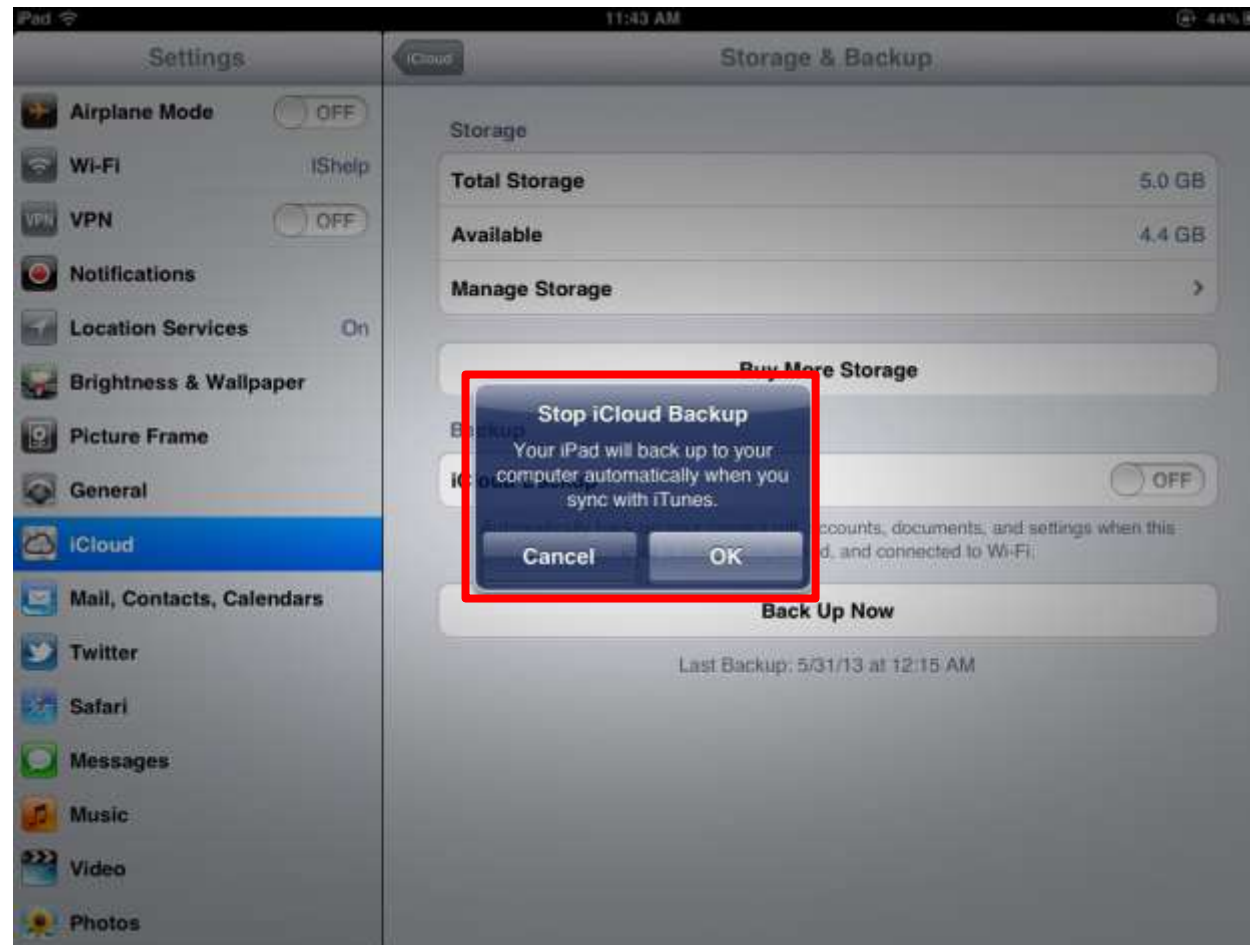 iPad 11:43 AM 44%
Settings
Airplane Mode OFF
Wi-Fi IShelp
VPN VPN OFF
Notifications
Location Services On
Brightness & Wallpaper
Picture Frame
General
iCloud
Mail, Contacts, Calendars
Twitter
Safari
Messages
Music
Video
Photos
iCloud Storage & Backup
Storage
Total Storage 5.0 GB
Available 4.4 GB
Manage Storage
Buy More Storage
Backup
OFF
counts, documents, and settings when this
d, and connected to Wi-Fi.
Stop iCloud Backup
Your iPad will back up to your
computer automatically when you
sync with iTunes.
Cancel OK
Back Up Now
Last Backup: 5/31/13 at 12:15 AM